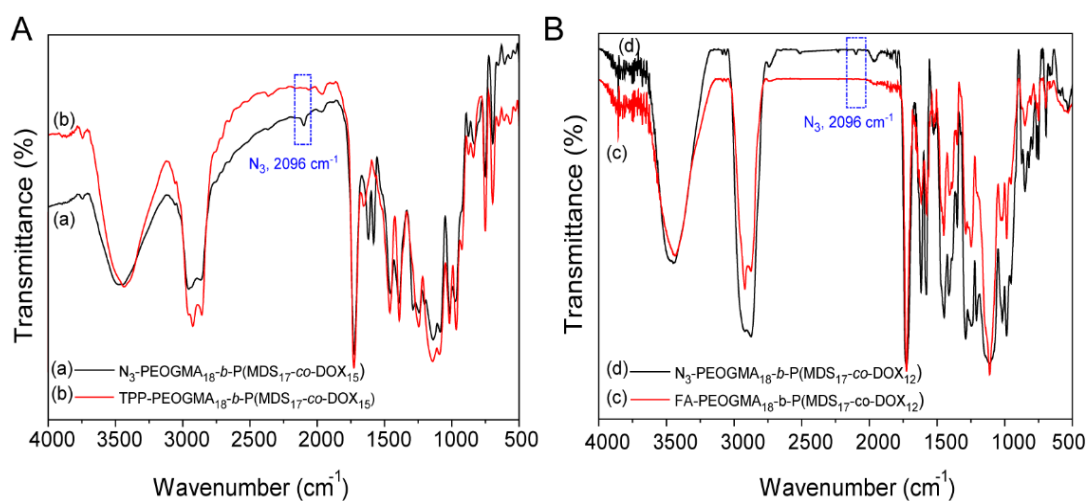 A
Transmittance (%)
(b)
(a)
N₃, 2096 cm⁻¹
(a) N₃-PEOGMA₁₈-b-P(MDS₁₇-co-DOX₁₅)
(b) TPP-PEOGMA₁₈-b-P(MDS₁₇-co-DOX₁₅)
4000 3500 3000 2500 2000 1500 1000 500
Wavenumber (cm⁻¹)
B
Transmittance (%)
(d)
(c)
N₃, 2096 cm⁻¹
(d) N₃-PEOGMA₁₈-b-P(MDS₁₇-co-DOX₁₂)
(c) FA-PEOGMA₁₈-b-P(MDS₁₇-co-DOX₁₂)
4000 3500 3000 2500 2000 1500 1000 500
Wavenumber (cm⁻¹)